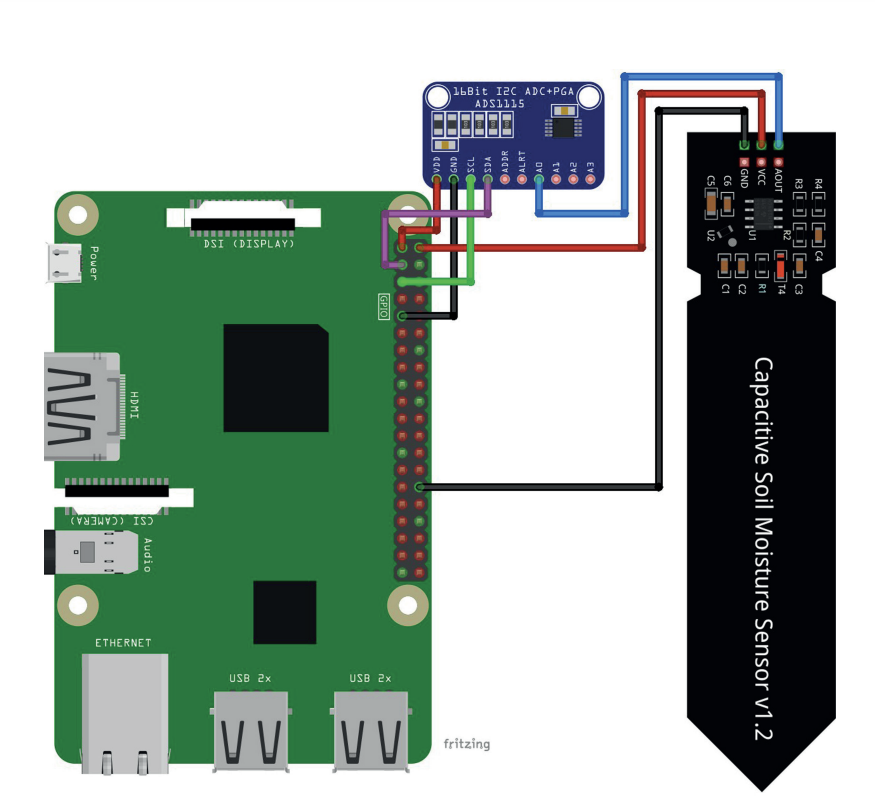 16Bit I2C ADC+PGA
ADS1115
VDD
GND
SCL
SDA
ADDR
ALRT
A0
A1
A2
A3
DSI (DISPLAY)
Power
GPIO
HDMI
CSI (CAMERA)
Audio
ETHERNET
USB 2x
USB 2x
fritzing
GND
VCC
AOUT
C5
C6
R3
R4
U2
U1
R2
C4
C1
C2
R1
T4
C3
Capacitive Soil Moisture Sensor v1.2